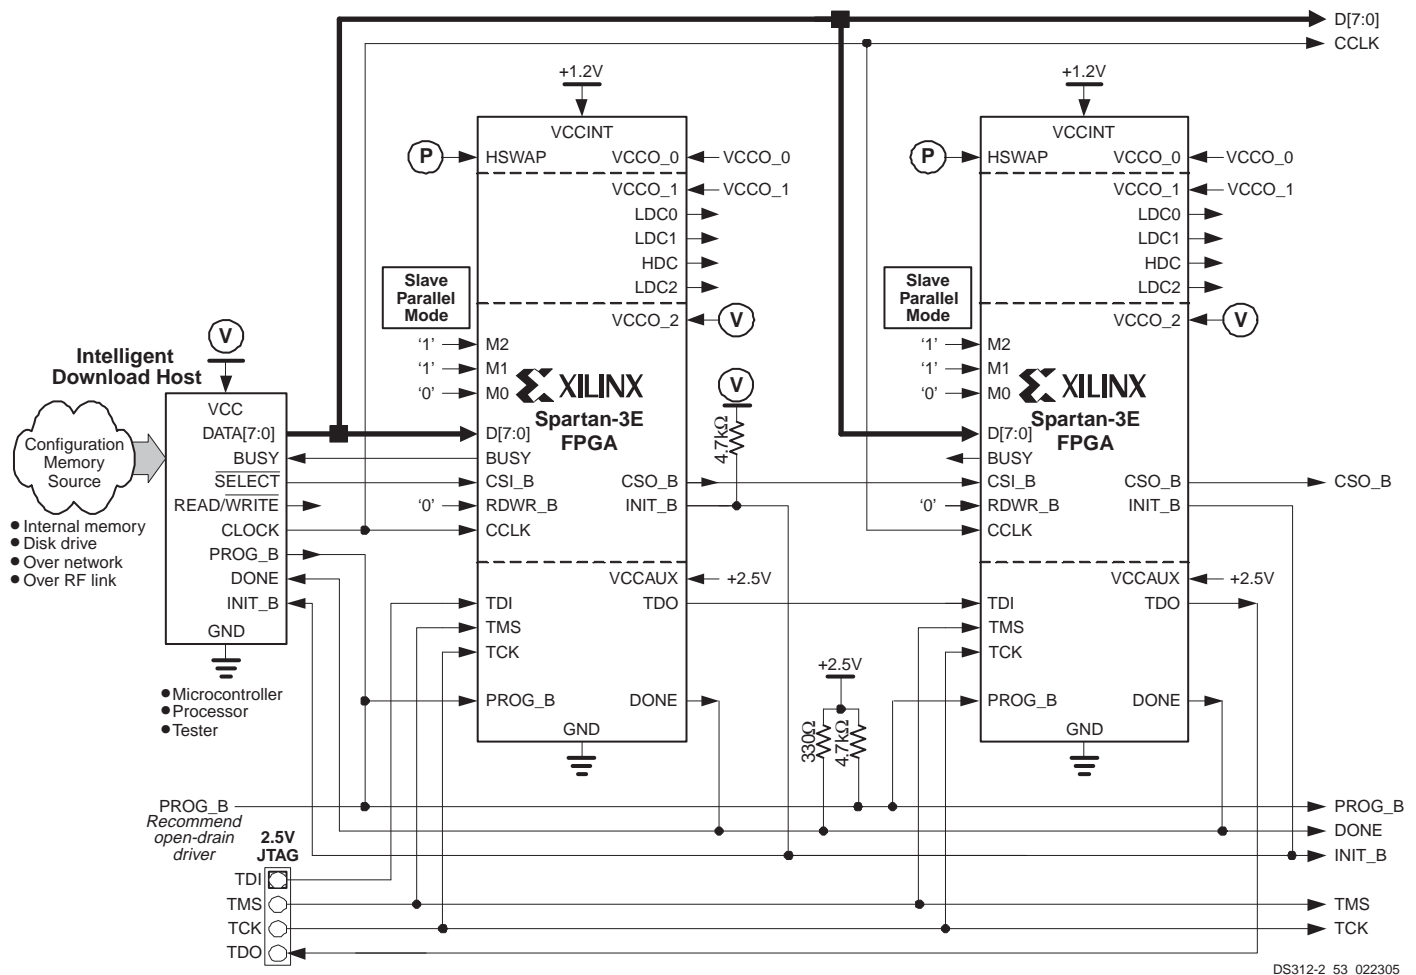 D[7:0]
CCLK
+1.2V
VCCINT
P
HSWAP
VCCO_0
VCCO_0
VCCO_1
VCCO_1
LDC0
LDC1
HDC
LDC2
Slave
Parallel
Mode
VCCO_2
V
'1'
M2
'1'
M1
'0'
M0
XILINX
Spartan-3E
FPGA
D[7:0]
BUSY
CSI_B
CSO_B
'0'
RDWR_B
INIT_B
CCLK
VCCAUX
+2.5V
TDI
TDO
TMS
TCK
PROG_B
DONE
GND
V
4.7kΩ
+1.2V
VCCINT
P
HSWAP
VCCO_0
VCCO_0
VCCO_1
VCCO_1
LDC0
LDC1
HDC
LDC2
Slave
Parallel
Mode
VCCO_2
V
'1'
M2
'1'
M1
'0'
M0
XILINX
Spartan-3E
FPGA
D[7:0]
BUSY
CSI_B
CSO_B
CSO_B
'0'
RDWR_B
INIT_B
CCLK
VCCAUX
+2.5V
TDI
TDO
TMS
TCK
PROG_B
DONE
GND
+2.5V
330Ω
4.7kΩ
V
Intelligent
Download Host
Configuration
Memory
Source
Internal memory
Disk drive
Over network
Over RF link
VCC
DATA[7:0]
BUSY
SELECT
READ/WRITE
CLOCK
PROG_B
DONE
INIT_B
GND
Microcontroller
Processor
Tester
PROG_B
Recommend
open-drain
driver
2.5V
JTAG
TDI
TMS
TCK
TDO
PROG_B
DONE
INIT_B
TMS
TCK
DS312-2_53_022305